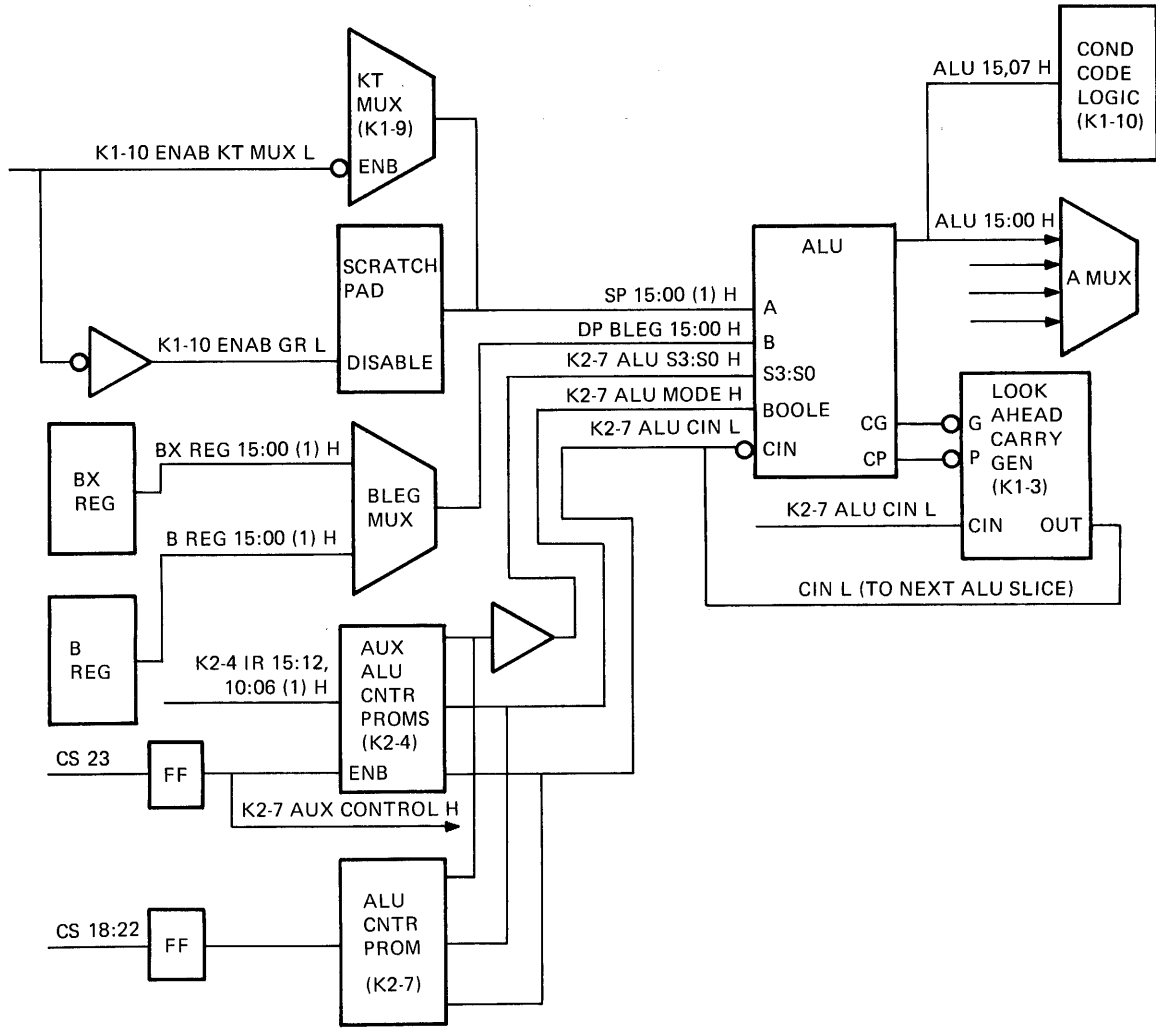 KT
MUX
(K1-9)
ENB
K1-10 ENAB KT MUX L
SCRATCH
PAD
DISABLE
K1-10 ENAB GR L
BX
REG
BX REG 15:00 (1) H
BLEG
MUX
B REG 15:00 (1) H
B
REG
K2-4 IR 15:12,
10:06 (1) H
AUX
ALU
CNTR
PROMS
(K2-4)
ENB
CS 23
FF
K2-7 AUX CONTROL H
CS 18:22
FF
ALU
CNTR
PROM
(K2-7)
SP 15:00 (1) H
DP BLEG 15:00 H
K2-7 ALU S3:S0 H
K2-7 ALU MODE H
K2-7 ALU CIN L
ALU
A
B
S3:S0
BOOLE
CIN
CG
CP
ALU 15,07 H
COND
CODE
LOGIC
(K1-10)
ALU 15:00 H
A MUX
LOOK
AHEAD
CARRY
GEN
(K1-3)
G
P
CIN
OUT
K2-7 ALU CIN L
CIN L (TO NEXT ALU SLICE)